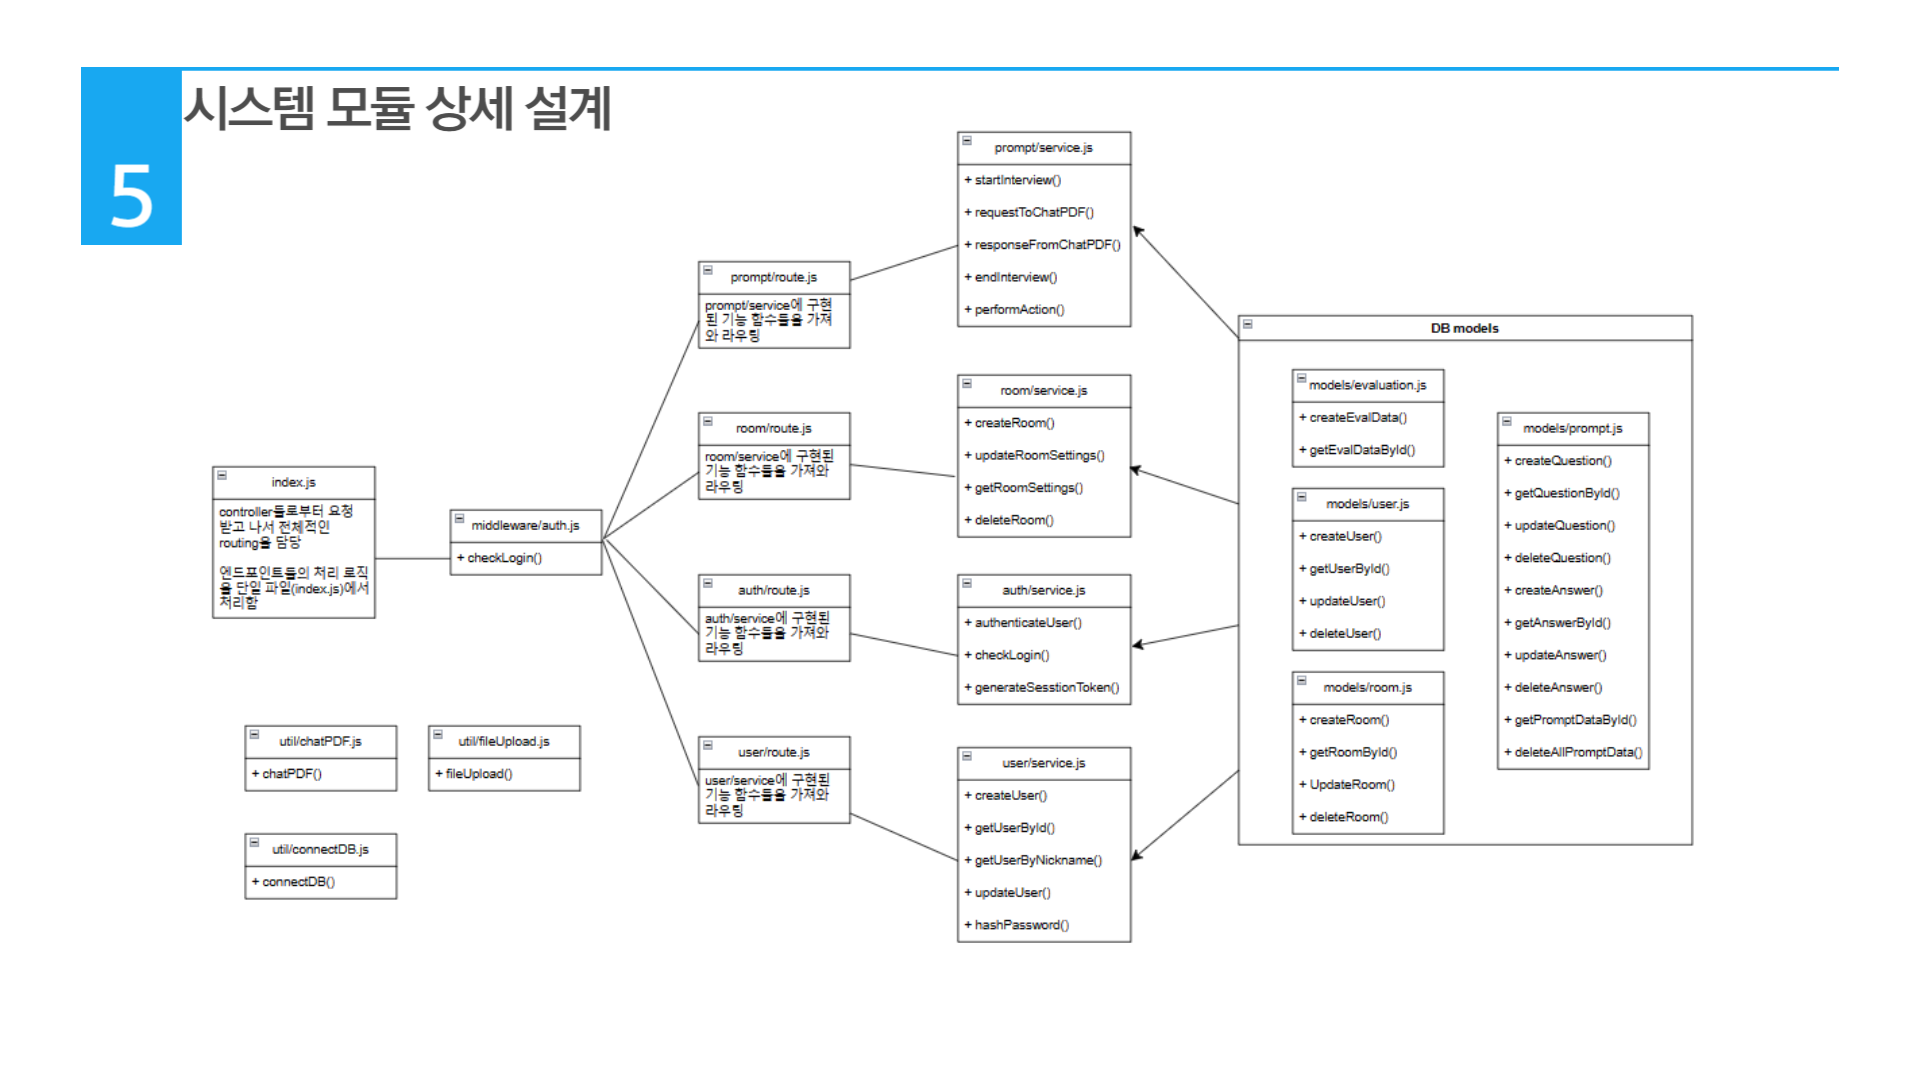 시스템 모듈 상세 설계
5
index.js
controller들로부터 요청
받고 나서 전체적인
routing을 담당
엔드포인트들의 처리 로직
을 단일 파일(index.js)에서
처리함
middleware/auth.js
+ checkLogin()
util/chatPDF.js
+ chatPDF()
util/fileUpload.js
+ fileUpload()
util/connectDB.js
+ connectDB()
prompt/route.js
prompt/service에 구현
된 기능 함수들을 가져
와 라우팅
room/route.js
room/service에 구현된
기능 함수들을 가져와
라우팅
auth/route.js
auth/service에 구현된
기능 함수들을 가져와
라우팅
user/route.js
user/service에 구현된
기능 함수들을 가져와
라우팅
prompt/service.js
+ startInterview()
+ requestToChatPDF()
+ responseFromChatPDF()
+ endInterview()
+ performAction()
room/service.js
+ createRoom()
+ updateRoomSettings()
+ getRoomSettings()
+ deleteRoom()
auth/service.js
+ authenticateUser()
+ checkLogin()
+ generateSesstionToken()
user/service.js
+ createUser()
+ getUserById()
+ getUserByNickname()
+ updateUser()
+ hashPassword()
DB models
models/evaluation.js
+ createEvalData()
+ getEvalDataById()
models/user.js
+ createUser()
+ getUserById()
+ updateUser()
+ deleteUser()
models/room.js
+ createRoom()
+ getRoomById()
+ UpdateRoom()
+ deleteRoom()
models/prompt.js
+ createQuestion()
+ getQuestionById()
+ updateQuestion()
+ deleteQuestion()
+ createAnswer()
+ getAnswerById()
+ updateAnswer()
+ deleteAnswer()
+ getPromptDataById()
+ deleteAllPromptData()